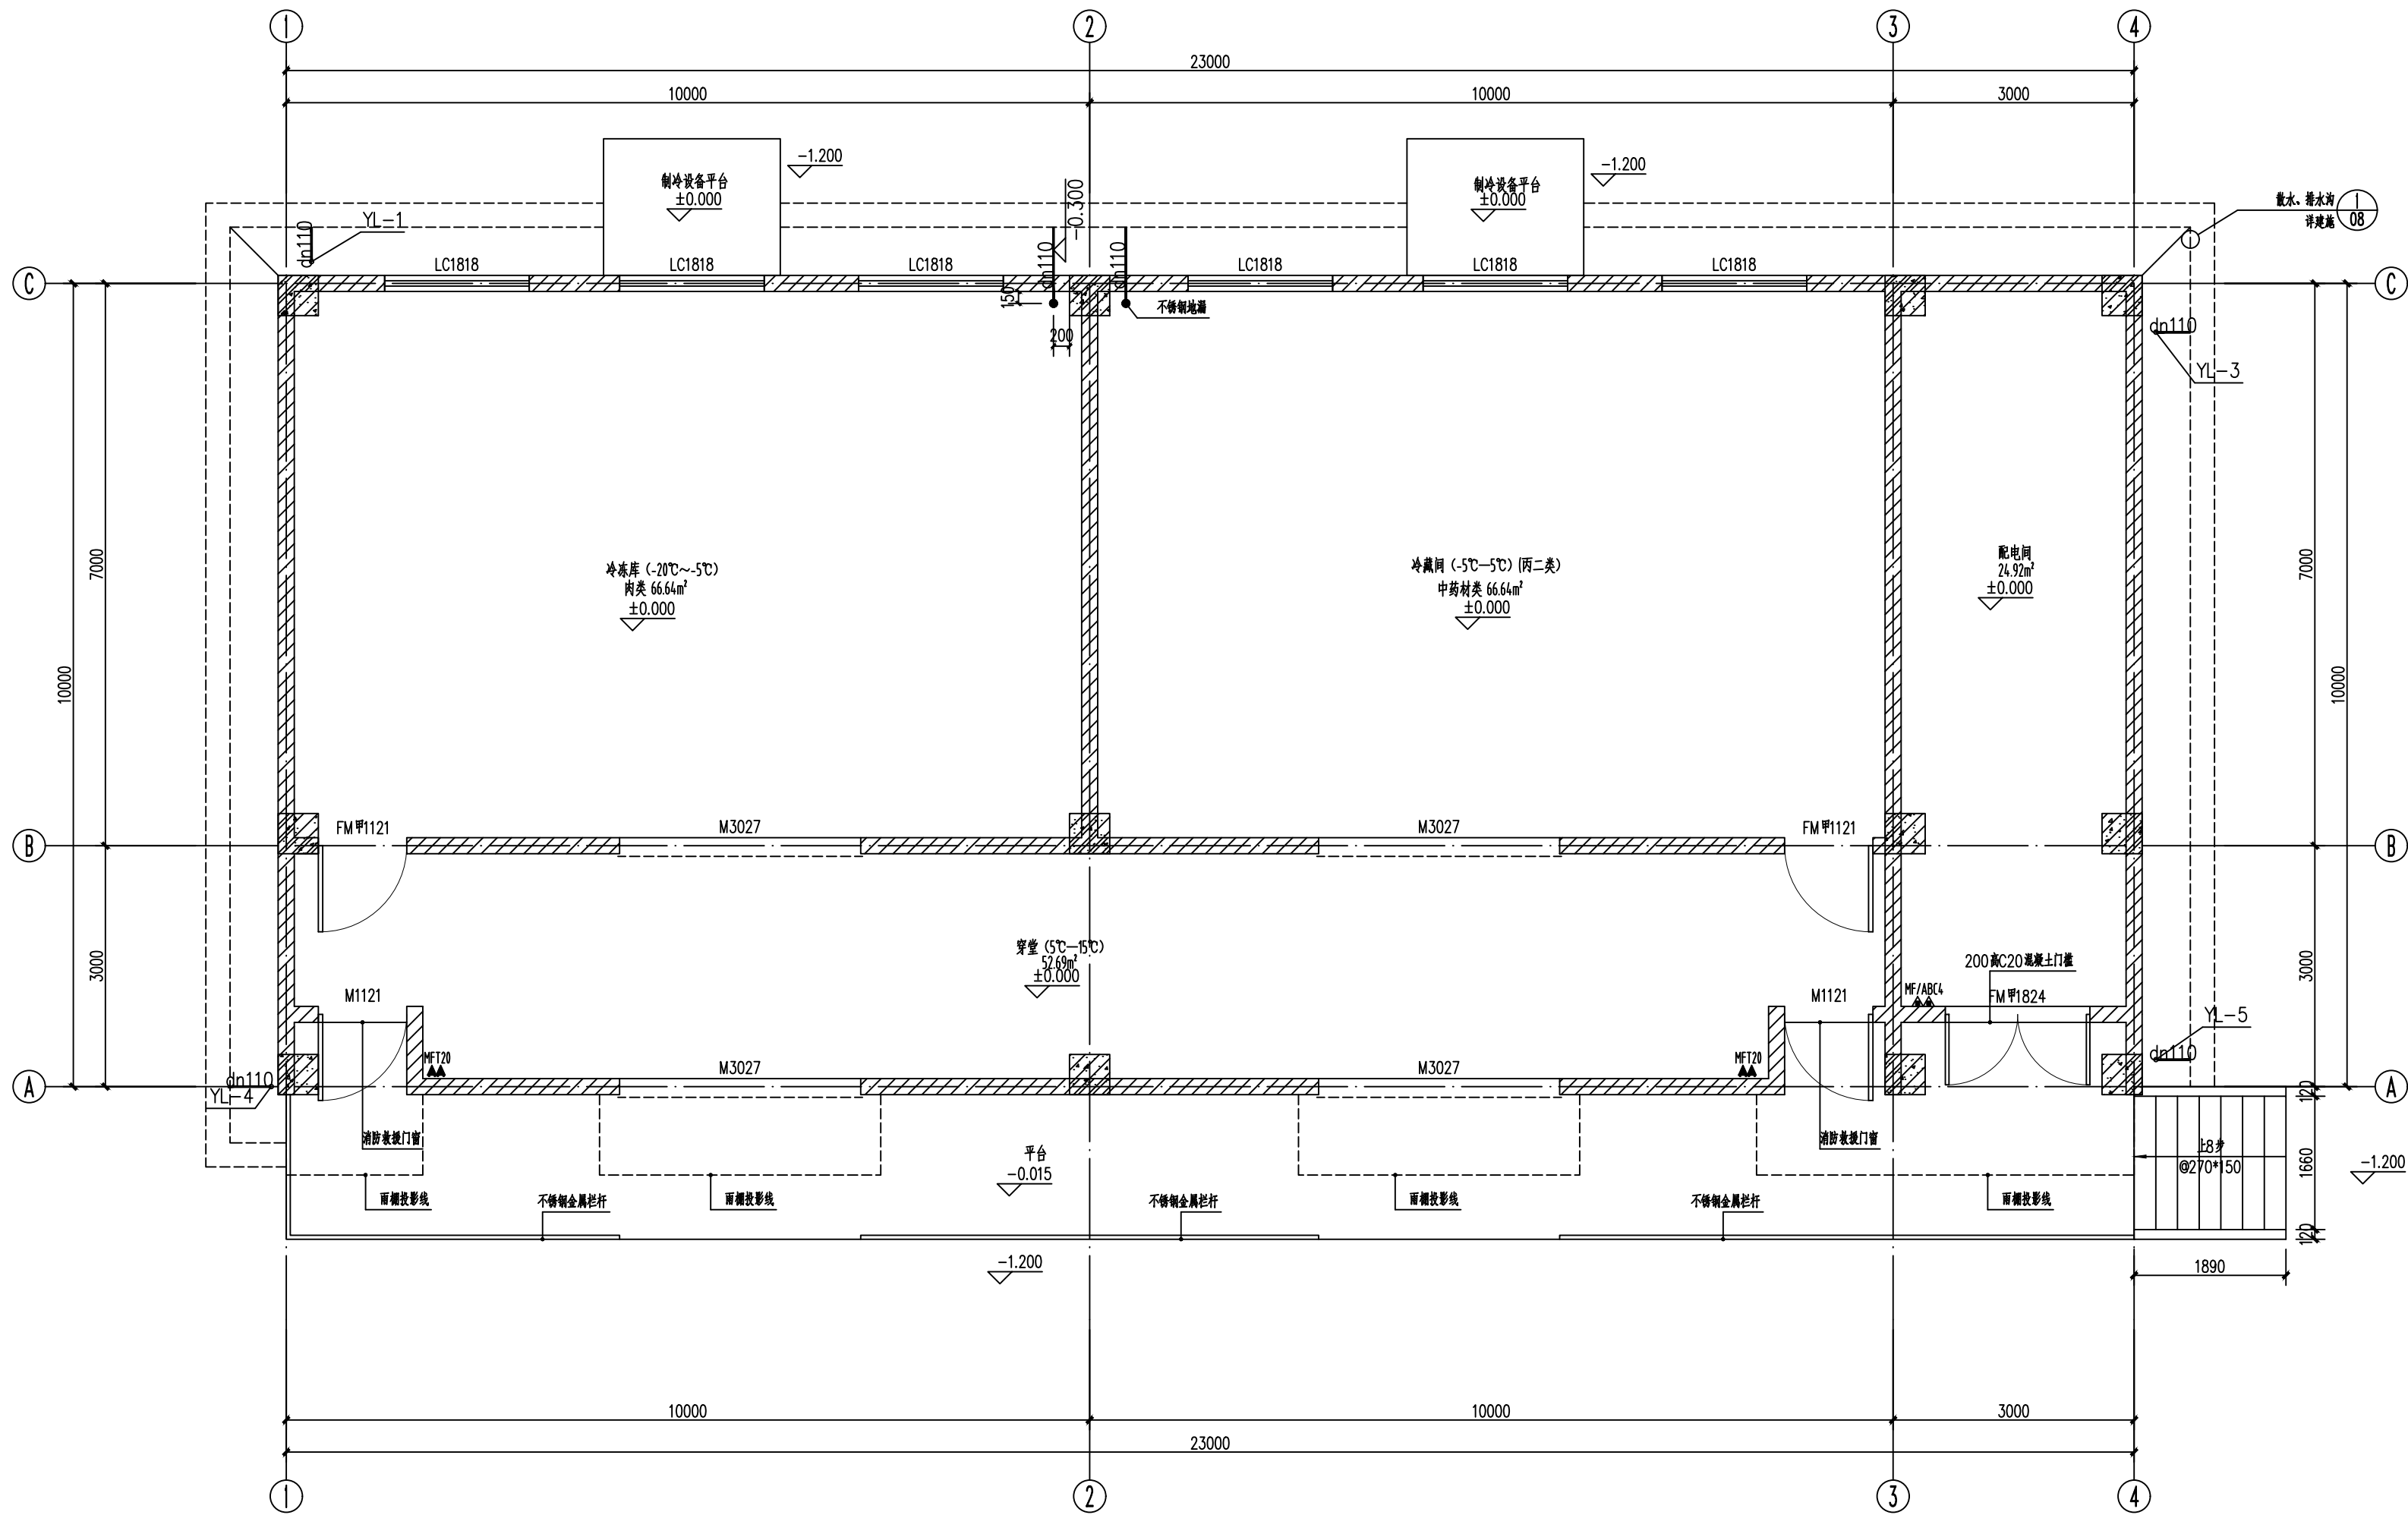 1
2
3
4
23000
10000
10000
3000
-1.200
-1.200
制冷设备平台
±0.000
制冷设备平台
±0.000
-0.300
散水、排水沟
详建施
1
08
YL-1
dn110
dn110
dn110
LC1818
LC1818
LC1818
LC1818
LC1818
LC1818
C
C
150
200
不锈钢地漏
dn110
YL-3
7000
10000
7000
10000
冷冻库（-20℃～-5℃）
肉类 66.64m²
±0.000
冷藏间（-5℃—5℃）(丙二类)
中药材类 66.64m²
±0.000
配电间
24.92m²
±0.000
FM甲1121
M3027
M3027
FM甲1121
B
B
3000
3000
穿堂（5℃—15℃）
52.69m²
±0.000
200高C20混凝土门槛
M1121
M1121
MF/ABC4
FM甲1824
YL-5
dn110
MFT20
M3027
M3027
MFT20
dn110
YL-4
A
A
120
消防救援门窗
消防救援门窗
平台
-0.015
上8步
@270*150
1660
-1.200
雨棚投影线
不锈钢金属栏杆
雨棚投影线
不锈钢金属栏杆
雨棚投影线
不锈钢金属栏杆
雨棚投影线
120
-1.200
1890
10000
10000
3000
23000
1
2
3
4